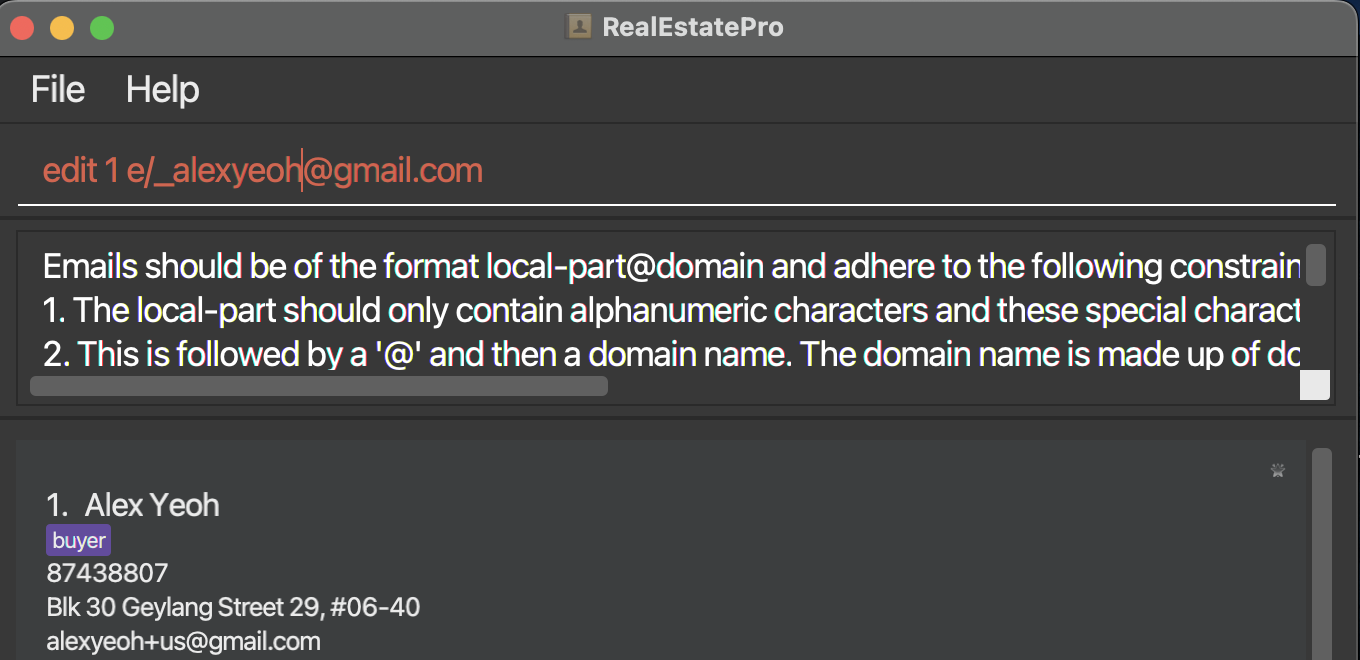 RealEstatePro
File Help
edit 1 e/_alexyeoh@gmail.com
Emails should be of the format local-part@domain and adhere to the following
1. The local-part should only contain alphanumeric characters and these special
2. This is followed by a '@' and then a domain name. The domain name is made up of
1. Alex Yeoh
buyer
87438807
Blk 30 Geylang Street 29, #06-40
alexyeoh+us@gmail.com